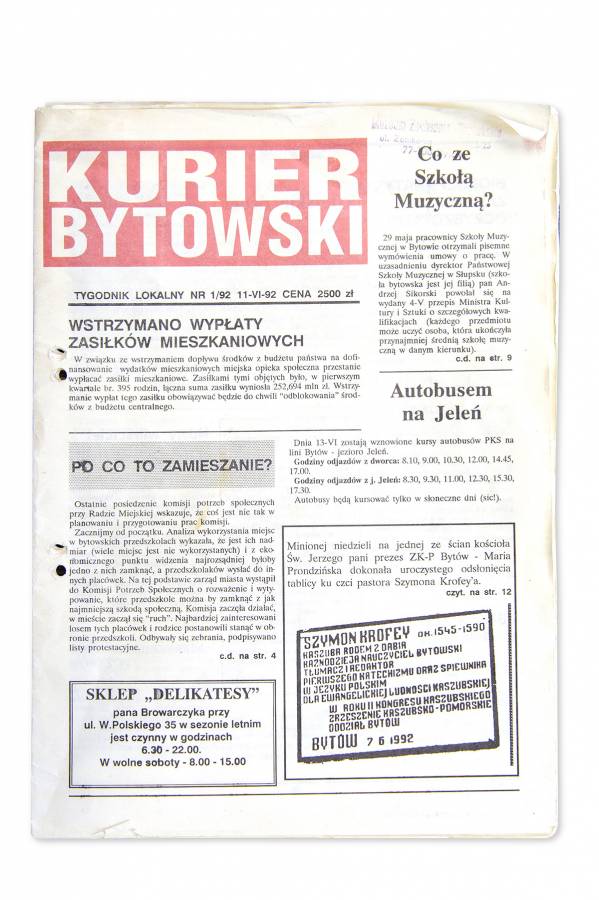 KURIER
BYTOWSKI
TYGODNIK LOKALNY NR 1/92 11-VI-92 CENA 2500 zł
WSTRZYMANO WYPŁATY
ZASIŁKÓW MIESZKANIOWYCH
W związku ze wstrzymaniem dopływu środków z budżetu państwa na dofi-
nansowanie wydatków mieszkaniowych miejska opieka społeczna przestanie
wypłacać zasiłki mieszkaniowe. Zasiłkami tymi objętych było, w pierwszym
kwartale br. 395 rodzin, łączna suma zasiłku wyniosła 252,694 mln zł. Wstrzy-
manie wypłat tego zasiłku obowiązywać będzie do chwili "odblokowania" środ-
ków z budżetu centralnego.
PO CO TO ZAMIESZANIE?
Ostatnie posiedzenie komisji potrzeb społecznych
przy Radzie Miejskiej wskazuje, że coś jest nie tak w
planowaniu i przygotowaniu prac komisji.
Zacznijmy od początku. Analiza wykorzystania miejsc
w bytowskich przedszkolach wykazała, że jest ich nad-
miar (wiele miejsc jest nie wykorzystanych) i z eko-
nomicznego punktu widzenia najrozsądniej byłoby
jedno z nich zamknąć, a przedszkolaków wysłać do in-
nych placówek. Na tej podstawie zarząd miasta wystąpił
do Komisji Potrzeb Społecznych o rozważenie i wyty-
powanie, które przedszkole można by zamknąć z jak
najmniejszą szkodą społeczną. Komisja zaczęła działać,
w mieście zaczął się "ruch". Najbardziej zainteresowani
losem tych placówek i rodzice postanowili stanąć w ob-
ronie przedszkoli. Odbywały się zebrania, podpisywano
listy protestacyjne.
c.d. na str. 4
SKLEP „DELIKATESY"
pana Browarczyka przy
ul. W.Polskiego 35 w sezonie letnim
jest czynny w godzinach
6.30 - 22.00.
W wolne soboty - 8.00 - 15.00
Co ze
Szkołą
Muzyczną?
29 maja pracownicy Szkoły Muzy-
cznej w Bytowie otrzymali pisemne
wymówienia umowy o pracę. W
uzasadnieniu dyrektor Państwowej
Szkoły Muzycznej w Słupsku (szko-
ła bytowska jest jej filią) pan An-
drzej Sikorski powołał się na
wydany 4-V przepis Ministra Kul-
tury i Sztuki o szczegółowych kwa-
lifikacjach (każdego przedmiotu
może uczyć osoba, która ukończyła
przynajmniej średnią szkołę muzy-
czną w danym kierunku).
c.d. na str. 9
Autobusem
na Jeleń
Dnia 13-VI zostają wznowione kursy autobusów PKS na
lini Bytów - jezioro Jeleń.
Godziny odjazdów z dworca: 8.10, 9.00, 10.30, 12.00, 14.45,
17.00.
Godziny odjazdów z j. Jeleń: 8.30, 9.30, 11.00, 12.30, 15.30,
17.30.
Autobusy będą kursować tylko w słoneczne dni (sic!).
Minionej niedzieli na jednej ze ścian kościoła
Św. Jerzego pani prezes ZK-P Bytów - Maria
Prondzińska dokonała uroczystego odsłonięcia
tablicy ku czci pastora Szymona Krofey'a.
czyt. na str. 12
SZYMON KROFEY OK. 1545-1590
KASZUBA RODEM Z DĄBIA
KAZNODZIEJA NAUCZYCIEL BYTOWSKI
TŁUMACZ I REDAKTOR
PIERWSZEGO KATECHIZMU ORAZ ŚPIEWNIKA
W JĘZYKU POLSKIM
DLA EWANGELICKIEJ LUDNOŚCI KASZUBSKIEJ
W ROKU II KONGRESU KASZUBSKIEGO
ZRZESZENIE KASZUBSKO-POMORSKIE
ODDZIAŁ BYTÓW
BYTÓW 7 6 1992